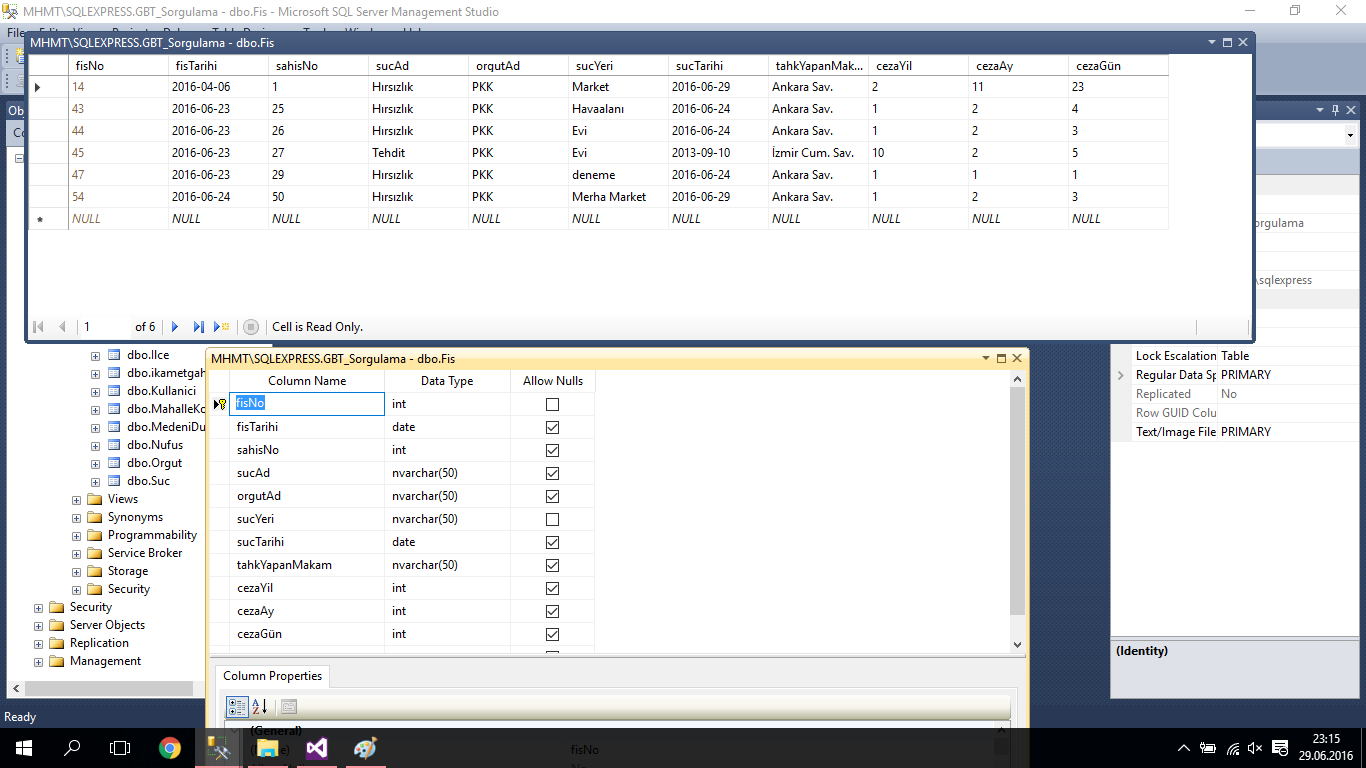 MHMT\SQLEXPRESS.GBT_Sorgulama - dbo.Fis - Microsoft SQL Server Management Studio
File
MHMT\SQLEXPRESS.GBT_Sorgulama - dbo.Fis
fisNo fisTarihi sahisNo sucAd orgutAd sucYeri sucTarihi tahkYapanMak... cezaYil cezaAy cezaGün
14 2016-04-06 1 Hırsızlık PKK Market 2016-06-29 Ankara Sav. 2 11 23
43 2016-06-23 25 Hırsızlık PKK Havaalanı 2016-06-24 Ankara Sav. 1 2 4
44 2016-06-23 26 Hırsızlık PKK Evi 2016-06-24 Ankara Sav. 1 2 3
45 2016-06-23 27 Tehdit PKK Evi 2013-09-10 İzmir Cum. Sav. 10 2 5
47 2016-06-23 29 Hırsızlık PKK deneme 2016-06-24 Ankara Sav. 1 1 1
54 2016-06-24 50 Hırsızlık PKK Merha Market 2016-06-29 Ankara Sav. 1 2 3
NULL NULL NULL NULL NULL NULL NULL NULL NULL NULL NULL
1 of 6 Cell is Read Only.
Obj
Co
orgulama
\sqlexpress
dbo.Ilce
dbo.ikametgah
dbo.Kullanici
dbo.MahalleKo
dbo.MedeniDu
dbo.Nufus
dbo.Orgut
dbo.Suc
Views
Synonyms
Programmability
Service Broker
Storage
Security
Security
Server Objects
Replication
Management
MHMT\SQLEXPRESS.GBT_Sorgulama - dbo.Fis
Column Name Data Type Allow Nulls
fisNo int
fisTarihi date
sahisNo int
sucAd nvarchar(50)
orgutAd nvarchar(50)
sucYeri nvarchar(50)
sucTarihi date
tahkYapanMakam nvarchar(50)
cezaYil int
cezaAy int
cezaGün int
Column Properties
(General)
fisNo
Lock Escalation Table
Regular Data Sp PRIMARY
Replicated No
Row GUID Colu
Text/Image File PRIMARY
(Identity)
Ready
23:15
29.06.2016